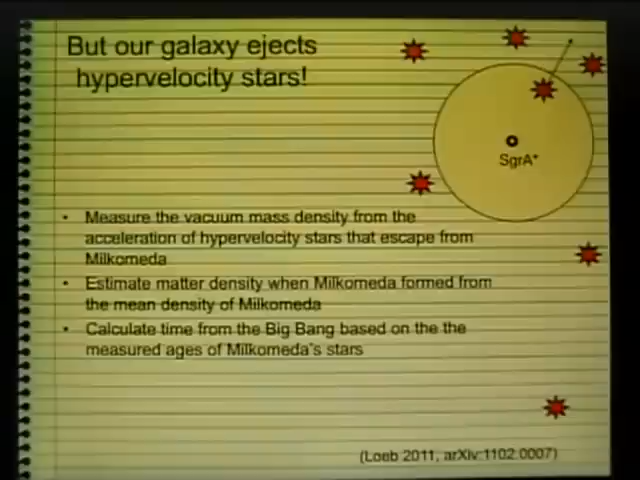 But our galaxy ejects
hypervelocity stars!
SgrA*
• Measure the vacuum mass density from the
acceleration of hypervelocity stars that escape from
Milkomeda
• Estimate matter density when Milkomeda formed from
the mean density of Milkomeda
• Calculate time from the Big Bang based on the the
measured ages of Milkomeda's stars
(Loeb 2011, arXiv:1102.0007)